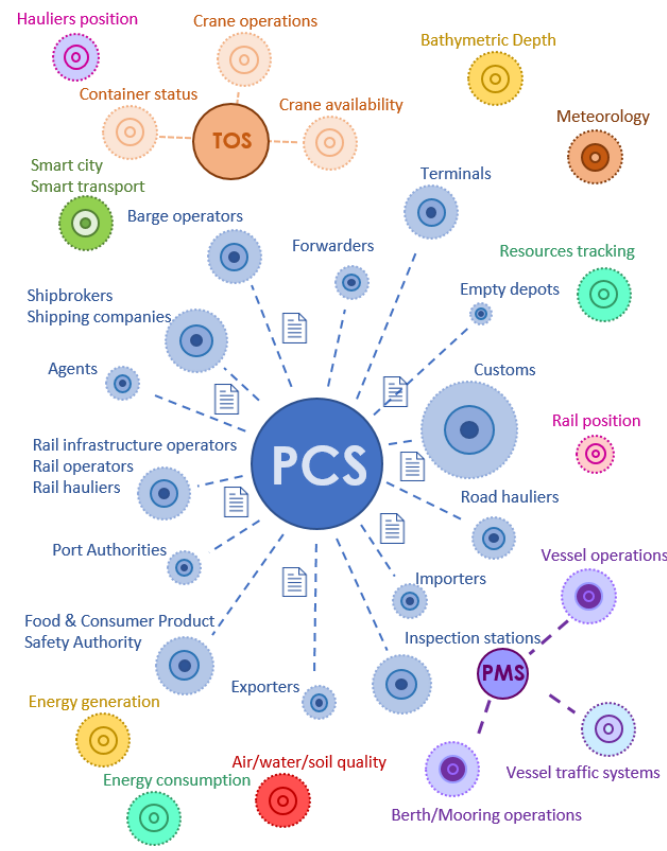 Hauliers position
Crane operations
Bathymetric Depth
Container status
Crane availability
Meteorology
TOS
Smart city
Smart transport
Terminals
Barge operators
Forwarders
Resources tracking
Empty depots
Shipbrokers
Shipping companies
Agents
Customs
Rail position
PCS
Rail infrastructure operators
Rail operators
Rail hauliers
Road hauliers
Port Authorities
Vessel operations
Importers
Food & Consumer Product
Safety Authority
Inspection stations
PMS
Exporters
Energy generation
Air/water/soil quality
Energy consumption
Vessel traffic systems
Berth/Mooring operations